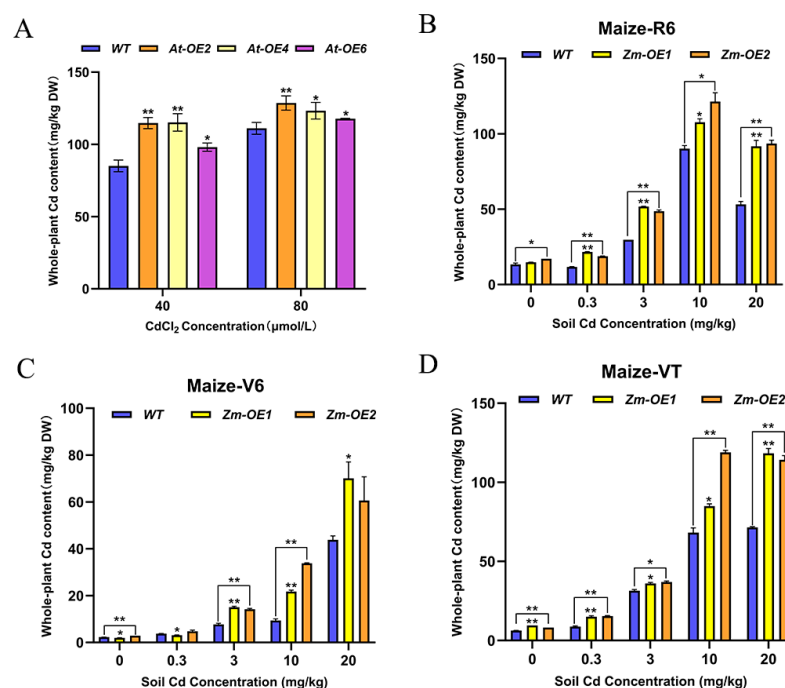 A
WT At-OE2 At-OE4 At-OE6
Whole-plant Cd content(mg/kg DW)
150
100
50
0
** ** * ** * *
40 80
CdCl₂ Concentration(μmol/L)
B
Maize-R6
WT Zm-OE1 Zm-OE2
Whole-plant Cd content(mg/kg DW)
150
100
50
0
* ** ** ** ** * * ** **
0 0.3 3 10 20
Soil Cd Concentration (mg/kg)
C
Maize-V6
WT Zm-OE1 Zm-OE2
Whole-plant Cd content(mg/kg DW)
100
80
60
40
20
0
** * * ** ** ** ** *
0 0.3 3 10 20
Soil Cd Concentration (mg/kg)
D
Maize-VT
WT Zm-OE1 Zm-OE2
Whole-plant Cd content(mg/kg DW)
150
100
50
0
** ** ** ** * * ** * ** **
0 0.3 3 10 20
Soil Cd Concentration (mg/kg)